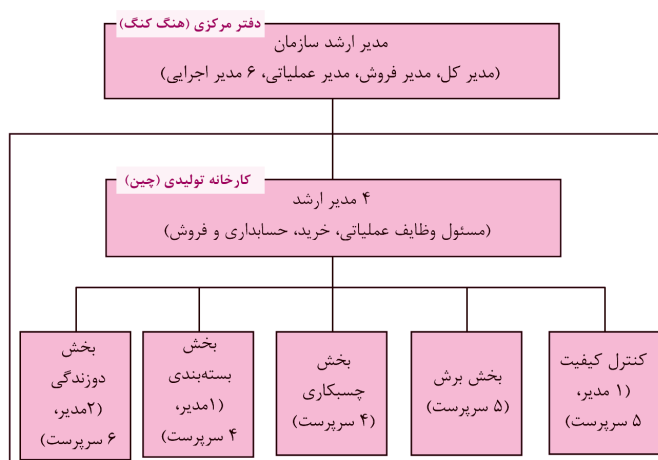 دفتر مرکزی (هنگ کنگ)
مدیر ارشد سازمان
(مدیر کل، مدیر فروش، مدیر عملیاتی، ۶ مدیر اجرایی)
کارخانه تولیدی (چین)
۴ مدیر ارشد
(مسئول وظایف عملیاتی، خرید، حسابداری و فروش)
کنترل کیفیت
(۱ مدیر،
۵ سرپرست)
بخش برش
(۵ سرپرست)
بخش
چسبکاری
(۴ سرپرست)
بخش
بسته‌بندی
(۱مدیر،
۴ سرپرست)
بخش
دوزندگی
(۲مدیر،
۶ سرپرست)